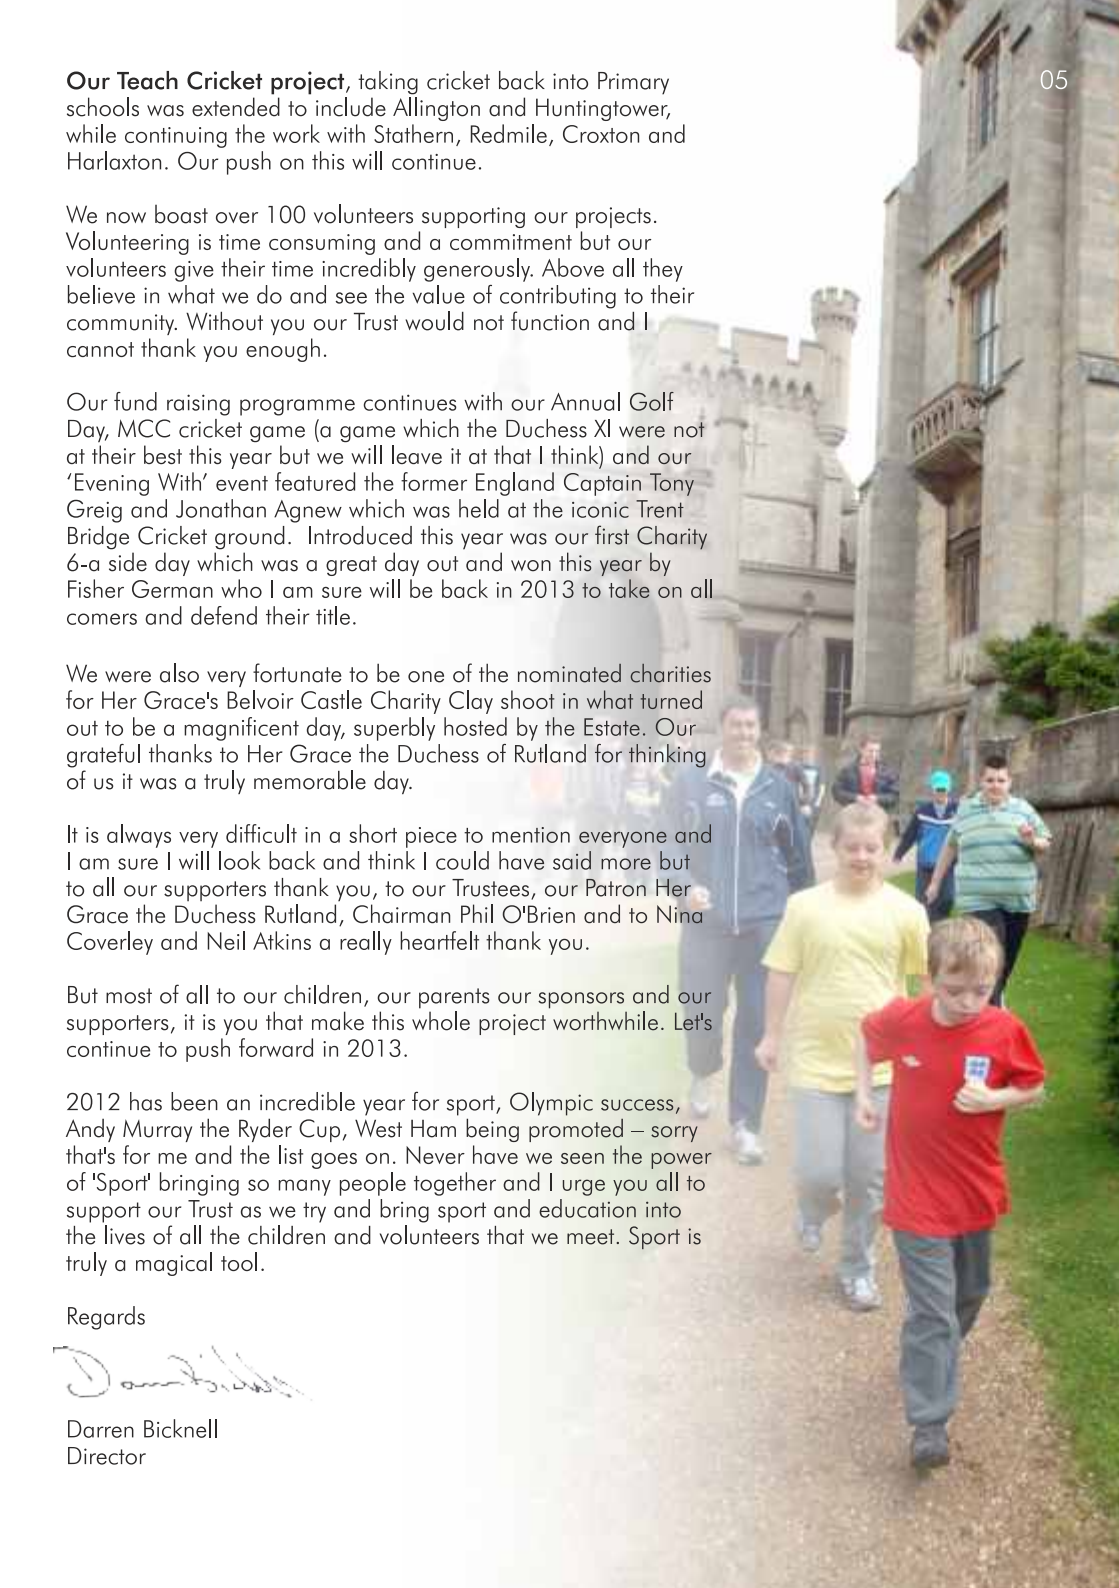 05
Our Teach Cricket project, taking cricket back into Primary
schools was extended to include Allington and Huntingtower,
while continuing the work with Stathern, Redmile, Croxton and
Harlaxton. Our push on this will continue.
We now boast over 100 volunteers supporting our projects.
Volunteering is time consuming and a commitment but our
volunteers give their time incredibly generously. Above all they
believe in what we do and see the value of contributing to their
community. Without you our Trust would not function and I
cannot thank you enough.
Our fund raising programme continues with our Annual Golf
Day, MCC cricket game (a game which the Duchess Xl were not
at their best this year but we will leave it at that I think) and our
‘Evening With’ event featured the former England Captain Tony
Greig and Jonathan Agnew which was held at the iconic Trent
Bridge Cricket ground.  Introduced this year was our first Charity
6-a side day which was a great day out and won this year by
Fisher German who I am sure will be back in 2013 to take on all
comers and defend their title.
We were also very fortunate to be one of the nominated charities
for Her Grace's Belvoir Castle Charity Clay shoot in what turned
out to be a magnificent day, superbly hosted by the Estate. Our
grateful thanks to Her Grace the Duchess of Rutland for thinking
of us it was a truly memorable day.
It is always very difficult in a short piece to mention everyone and
I am sure I will look back and think I could have said more but
to all our supporters thank you, to our Trustees, our Patron Her
Grace the Duchess Rutland, Chairman Phil O'Brien and to Nina
Coverley and Neil Atkins a really heartfelt thank you.
But most of all to our children, our parents our sponsors and our
supporters, it is you that make this whole project worthwhile. Let's
continue to push forward in 2013.
2012 has been an incredible year for sport, Olympic success,
Andy Murray the Ryder Cup, West Ham being promoted – sorry
that's for me and the list goes on. Never have we seen the power
of 'Sport' bringing so many people together and I urge you all to
support our Trust as we try and bring sport and education into
the lives of all the children and volunteers that we meet. Sport is
truly a magical tool.
Regards
Darren Bicknell
Director